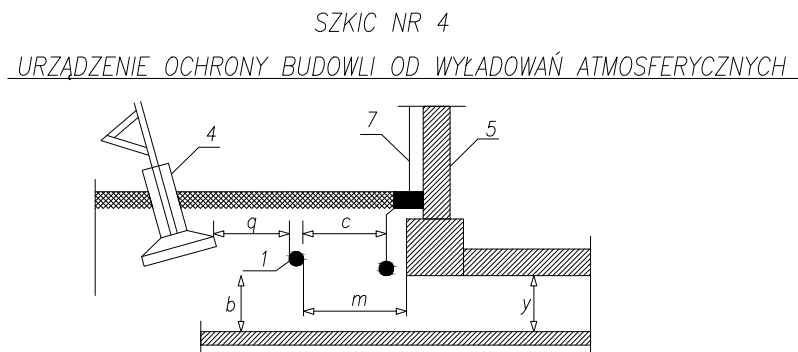 SZKIC NR 4
URZĄDZENIE OCHRONY BUDOWLI OD WYŁADOWAŃ ATMOSFERYCZNYCH
4
7
5
q
c
1
b
m
y